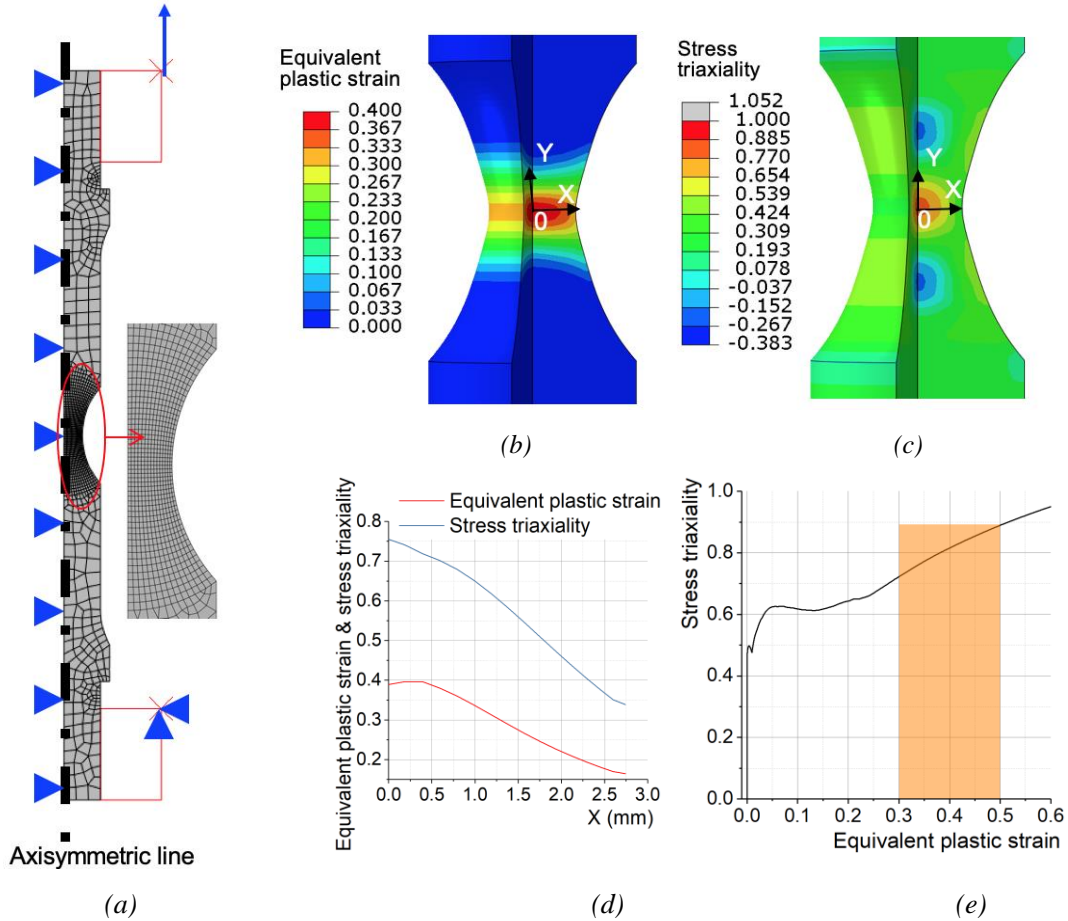 Axisymmetric line
(a)
Equivalent
plastic strain
0.400
0.367
0.333
0.300
0.267
0.233
0.200
0.167
0.133
0.100
0.067
0.033
0.000
Y
X
0
(b)
Stress
triaxiality
1.052
1.000
0.885
0.770
0.654
0.539
0.424
0.309
0.193
0.078
-0.037
-0.152
-0.267
-0.383
Y
X
0
(c)
Equivalent plastic strain
Stress triaxiality
Equivalent plastic strain & stress triaxiality
0.8
0.7
0.6
0.5
0.4
0.3
0.2
0.0 0.5 1.0 1.5 2.0 2.5 3.0
X (mm)
(d)
Stress triaxiality
1.0
0.8
0.6
0.4
0.2
0.0
0.0 0.1 0.2 0.3 0.4 0.5 0.6
Equivalent plastic strain
(e)